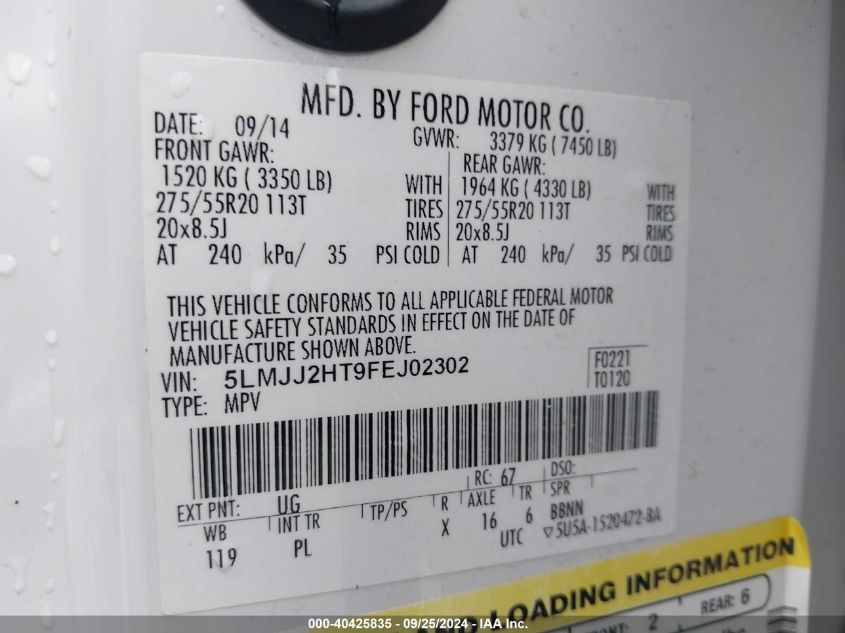 MFD. BY FORD MOTOR CO.
DATE: 09/14 GVWR: 3379 KG ( 7450 LB)
FRONT GAWR: REAR GAWR:
1520 KG ( 3350 LB) WITH 1964 KG ( 4330 LB) WITH
275/55R20 113T TIRES 275/55R20 113T TIRES
20x8.5J RIMS 20x8.5J RIMS
AT 240 kPa/ 35 PSI COLD AT 240 kPa/ 35 PSI COLD
THIS VEHICLE CONFORMS TO ALL APPLICABLE FEDERAL MOTOR
VEHICLE SAFETY STANDARDS IN EFFECT ON THE DATE OF
MANUFACTURE SHOWN ABOVE.
VIN: 5LMJJ2HT9FEJ02302 F0221
TYPE: MPV T0120
EXT PNT: UG RC: 67 DSO:
WB INT TR TP/PS R AXLE TR SPR
119 PL X 16 6 BBNN
UTC ▽5U5A-1520472-BA
AND LOADING INFORMATION
2 REAR: 6
000-40425835 - 09/25/2024 - IAA Inc.